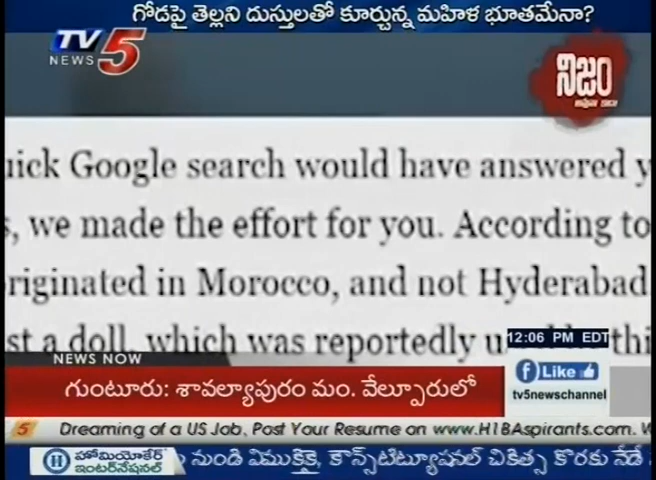 గోడపై తెల్లని దుస్తులతో కూర్చున్న మహిళ భూతమేనా?
TV5
NEWS
నిజం
uick Google search would have answered y
s, we made the effort for you. According to
riginated in Morocco, and not Hyderabad
st a doll, which was reportedly
12:06 PM EDT
NEWS NOW
గుంటూరు: శావల్యాపురం మం. వేల్పూరులో
f Like
tv5newschannel
5 Dreaming of a US Job, Post Your Resume on www.H1BAspirants.com. W
హోమియోకేర్
ఇంటర్నేషనల్
నుండి విముక్తికై, కాన్‌స్టిట్యూషనల్ చికిత్స కొరకు నేడే